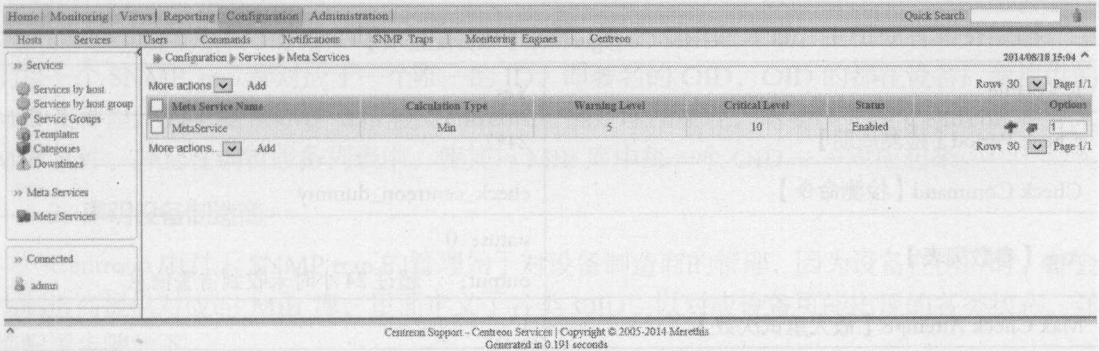 Home Monitoring Views Reporting Configuration Administration Quick Search
Hosts Services Users Commands Notifications SNMP Traps Monitoring Engines Centreon
Services
Services by host
Services by host group
Service Groups
Templates
Categories
Downtimes
Meta Services
Meta Services
Connected
admin
Configuration Services Meta Services 2014/08/18 15:04
More actions Add Rows 30 Page 1/1
Meta Service Name Calculation Type Warning Level Critical Level Status Options
MetaService Min 5 10 Enabled 1
More actions.. Add Rows 30 Page 1/1
Centreon Support - Centreon Services | Copyright © 2005-2014 Merethis
Generated in 0.191 seconds